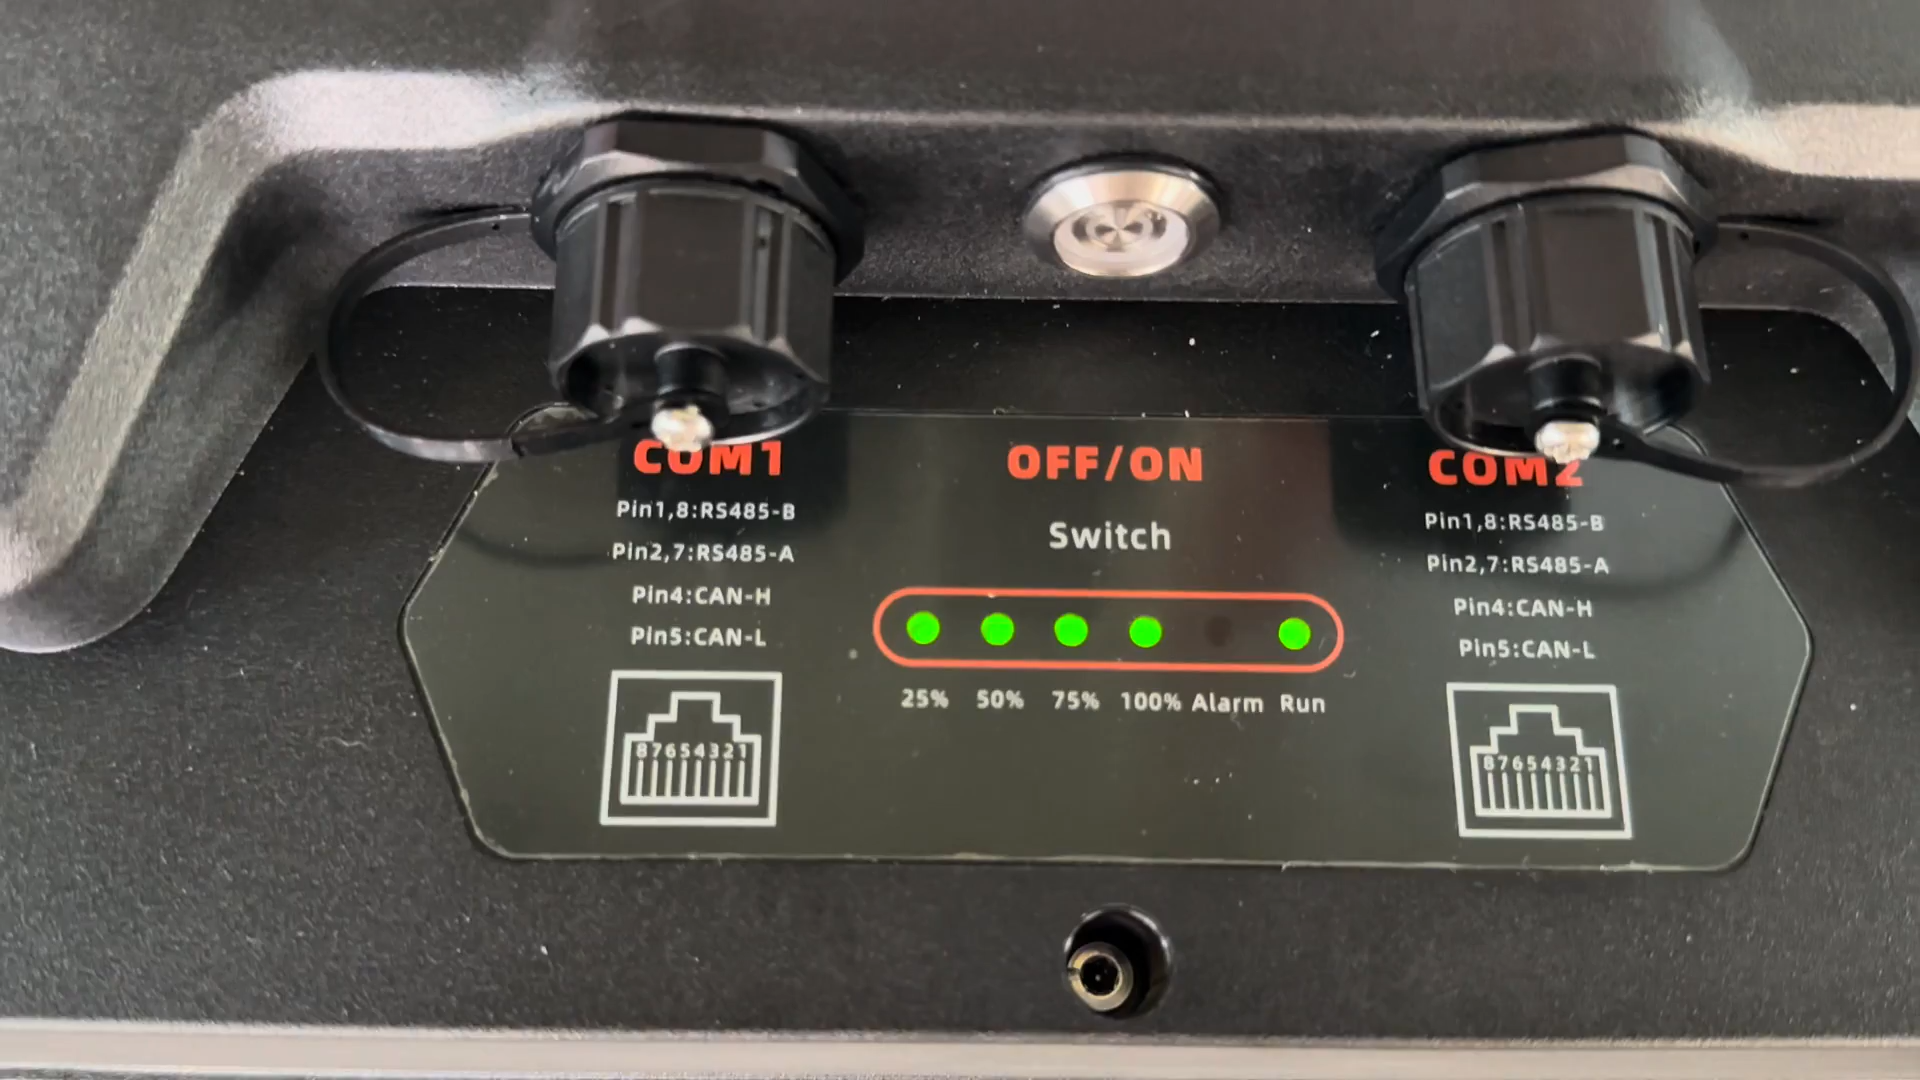 COM1
Pin1,8:RS485-B
Pin2,7:RS485-A
Pin4:CAN-H
Pin5:CAN-L
87654321
OFF/ON
Switch
25% 50% 75% 100% Alarm Run
COM2
Pin1,8:RS485-B
Pin2,7:RS485-A
Pin4:CAN-H
Pin5:CAN-L
87654321